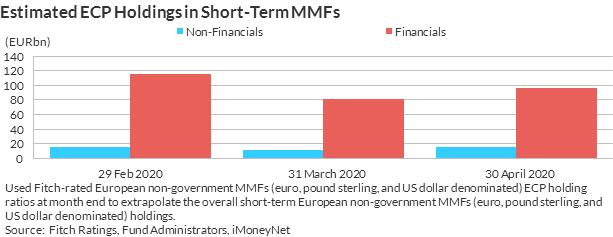 Estimated ECP Holdings in Short-Term MMFs
Non-Financials Financials
(EURbn)
140
120
100
80
60
40
20
0
29 Feb 2020 31 March 2020 30 April 2020
Used Fitch-rated European non-government MMFs (euro, pound sterling, and US dollar denominated) ECP holding
ratios at month end to extrapolate the overall short-term European non-government MMFs (euro, pound sterling, and
US dollar denominated) holdings.
Source: Fitch Ratings, Fund Administrators, iMoneyNet